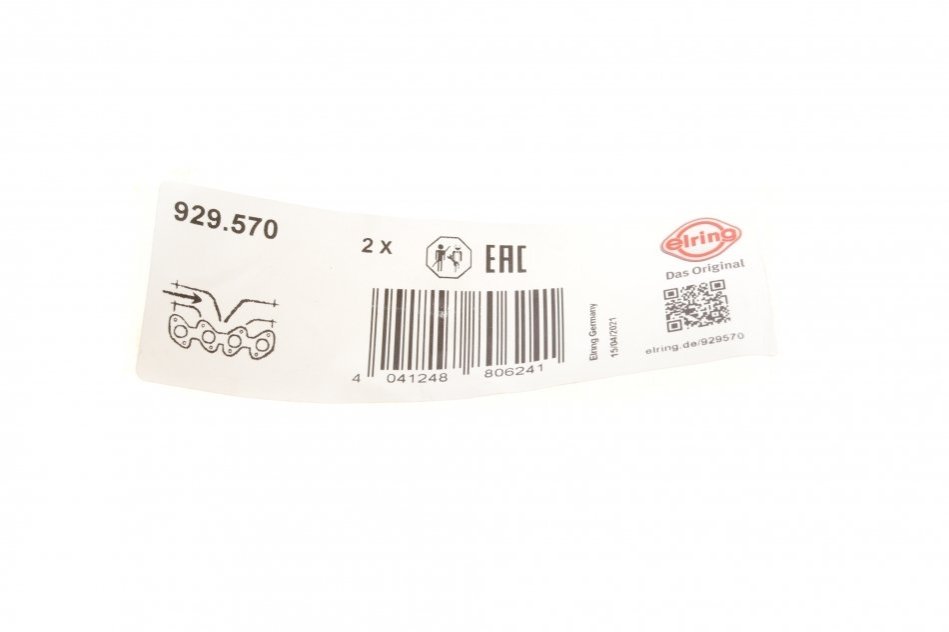 929.570
2 X
EAC
4 041248 806241
Elring Germany
15/04/2021
elring
Das Original
elring.de/929570